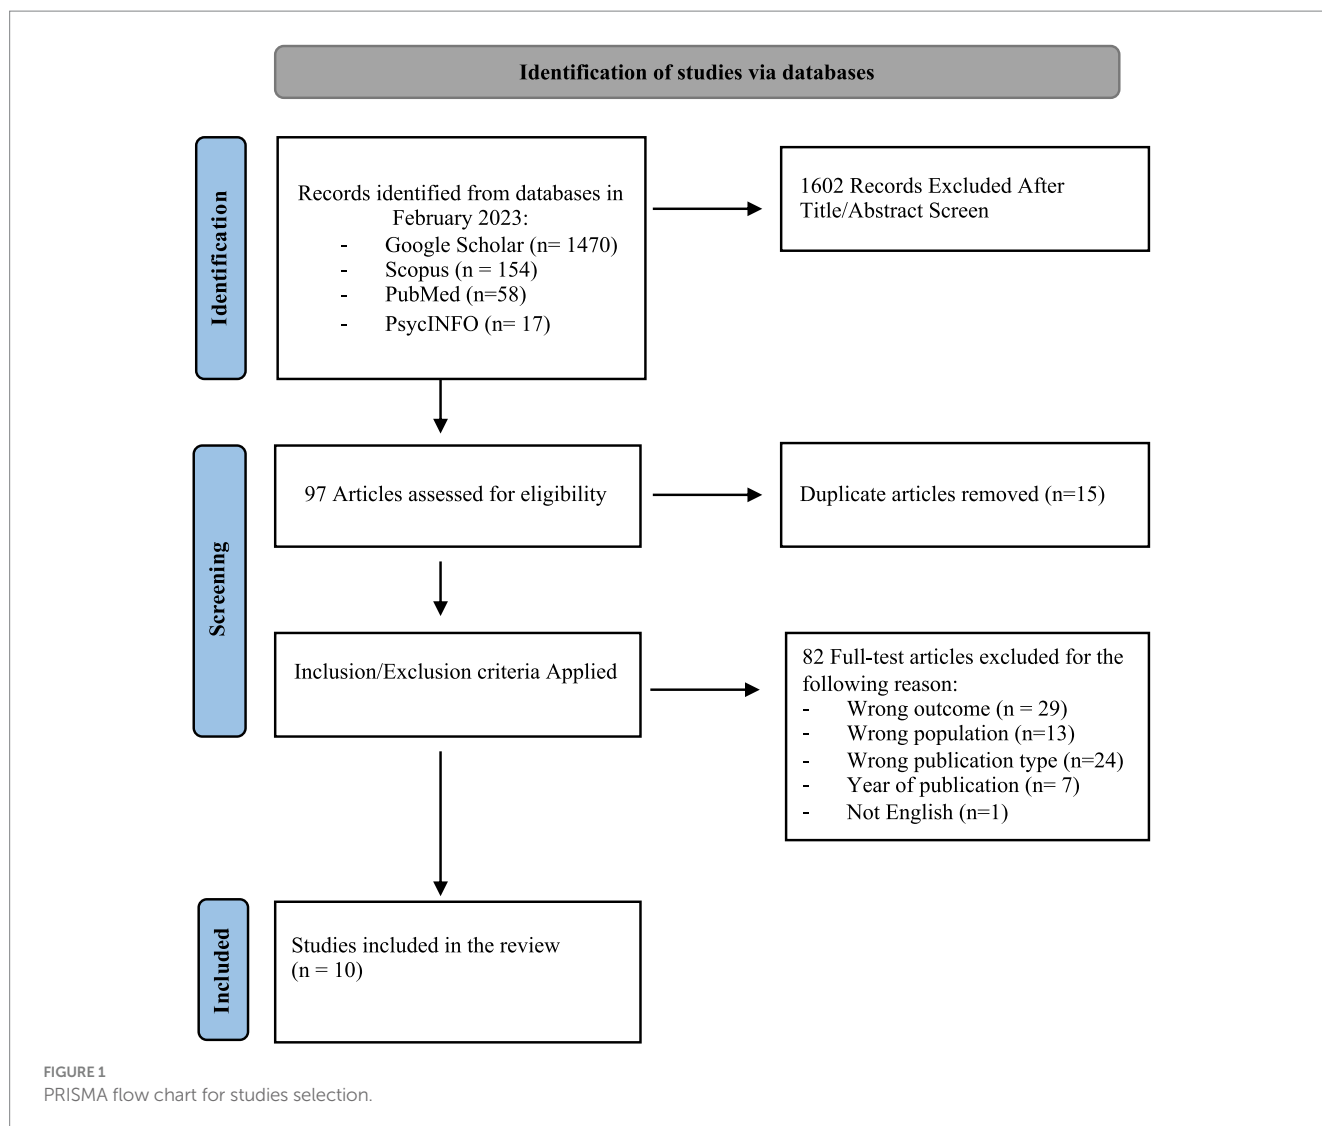 Identification of studies via databases
Identification
Records identified from databases in
February 2023:
- Google Scholar (n= 1470)
- Scopus (n = 154)
- PubMed (n=58)
- PsycINFO (n= 17)
1602 Records Excluded After
Title/Abstract Screen
Screening
97 Articles assessed for eligibility
Duplicate articles removed (n=15)
Inclusion/Exclusion criteria Applied
82 Full-test articles excluded for the
following reason:
- Wrong outcome (n = 29)
- Wrong population (n=13)
- Wrong publication type (n=24)
- Year of publication (n= 7)
- Not English (n=1)
Included
Studies included in the review
(n = 10)
FIGURE 1
PRISMA flow chart for studies selection.